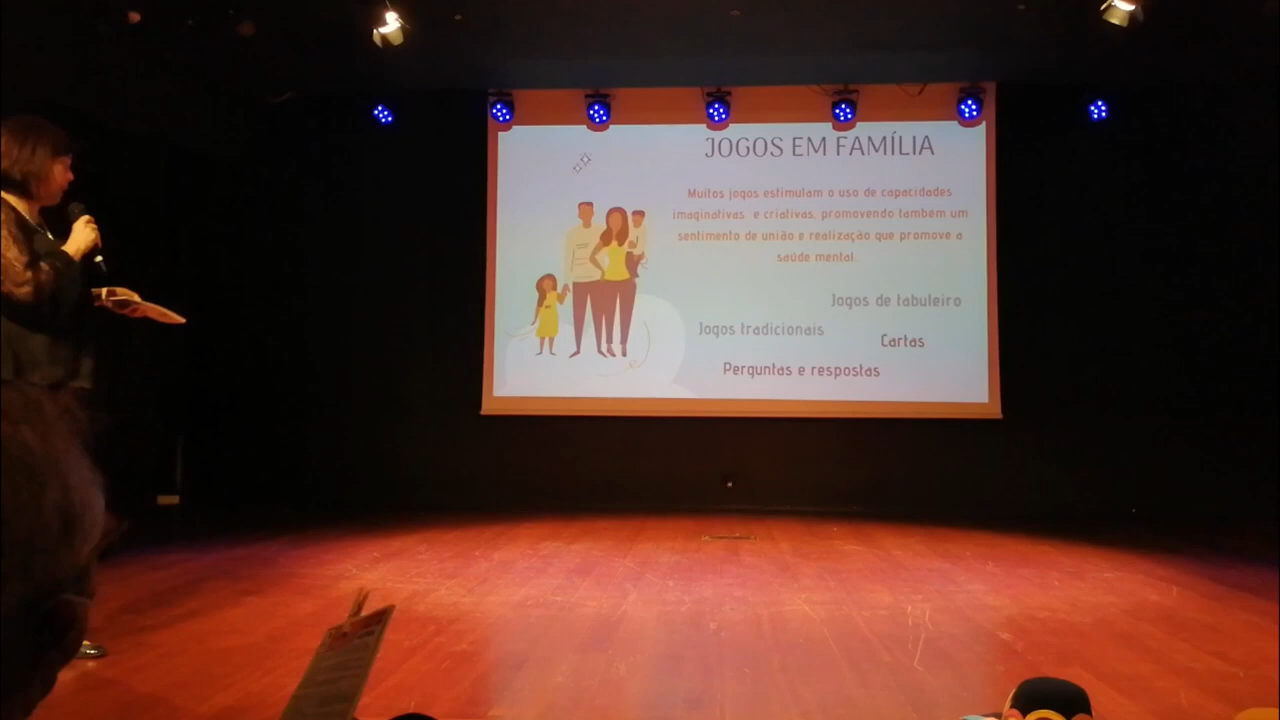 JOGOS EM FAMÍLIA
Muitos jogos estimulam o uso de capacidades
imaginativas e criativas, promovendo também um
sentimento de união e realização que promove a
saúde mental.
Jogos de tabuleiro
Jogos tradicionais
Cartas
Perguntas e respostas